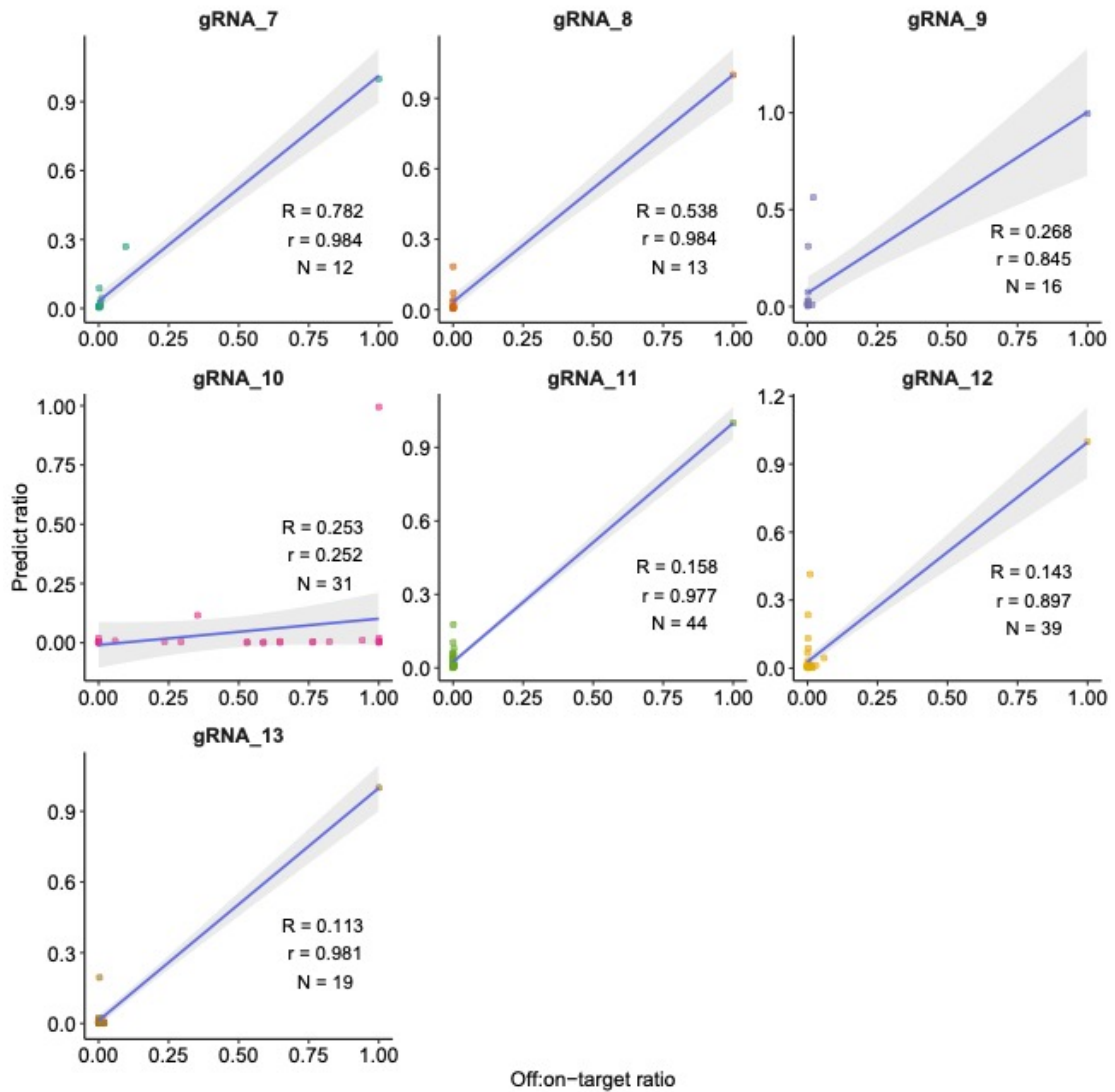 gRNA_7
0.9
0.6
0.3
0.0
R = 0.782
r = 0.984
N = 12
0.00 0.25 0.50 0.75 1.00
gRNA_8
0.9
0.6
0.3
0.0
R = 0.538
r = 0.984
N = 13
0.00 0.25 0.50 0.75 1.00
gRNA_9
1.0
0.5
0.0
R = 0.268
r = 0.845
N = 16
0.00 0.25 0.50 0.75 1.00
Predict ratio
gRNA_10
1.00
0.75
0.50
0.25
0.00
R = 0.253
r = 0.252
N = 31
0.00 0.25 0.50 0.75 1.00
gRNA_11
0.9
0.6
0.3
0.0
R = 0.158
r = 0.977
N = 44
0.00 0.25 0.50 0.75 1.00
gRNA_12
1.2
0.9
0.6
0.3
0.0
R = 0.143
r = 0.897
N = 39
0.00 0.25 0.50 0.75 1.00
gRNA_13
0.9
0.6
0.3
0.0
R = 0.113
r = 0.981
N = 19
0.00 0.25 0.50 0.75 1.00
Off:on−target ratio